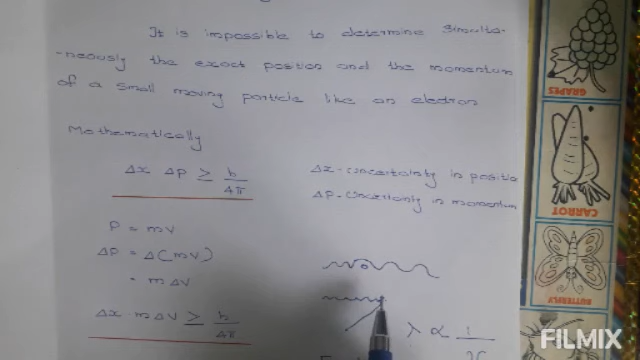 It is impossible to determine simulta-
-neously the exact postion and the momentum
of a small moving particle like an electron
Mathematically
Δx Δp ≥ h/4π
Δx - uncertainty in positio
Δp - uncertainty in momentum
P = mv
Δp = Δ(mv)
= mΔv
Δx · mΔv ≥ h/4π
λ ∝ 1
GRAPES
CARROT
BUTTERFLY
FILMIX